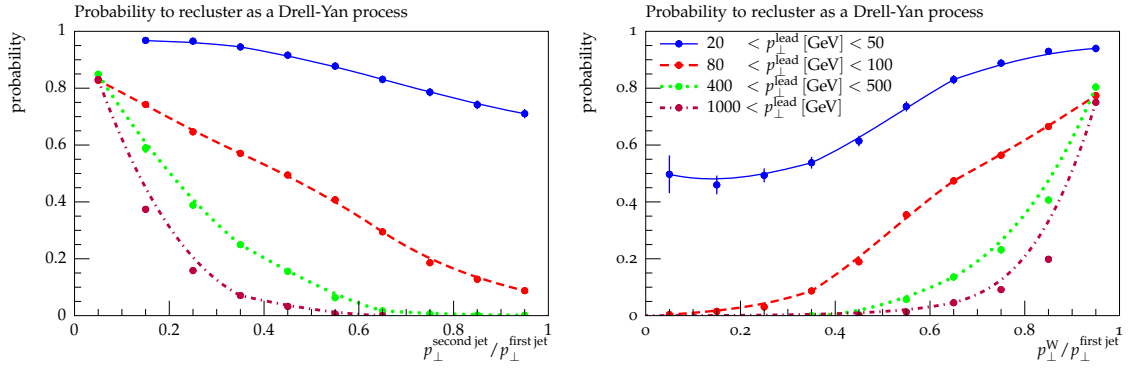 Probability to recluster as a Drell-Yan process
probability
1
0.8
0.6
0.4
0.2
0
0 0.2 0.4 0.6 0.8 1
p⊥^second jet/p⊥^first jet
Probability to recluster as a Drell-Yan process
probability
1
0.8
0.6
0.4
0.2
0
20 < p⊥^lead [GeV] < 50
80 < p⊥^lead [GeV] < 100
400 < p⊥^lead [GeV] < 500
1000 < p⊥^lead [GeV]
0 0.2 0.4 0.6 0.8 1
p⊥^W/p⊥^first jet